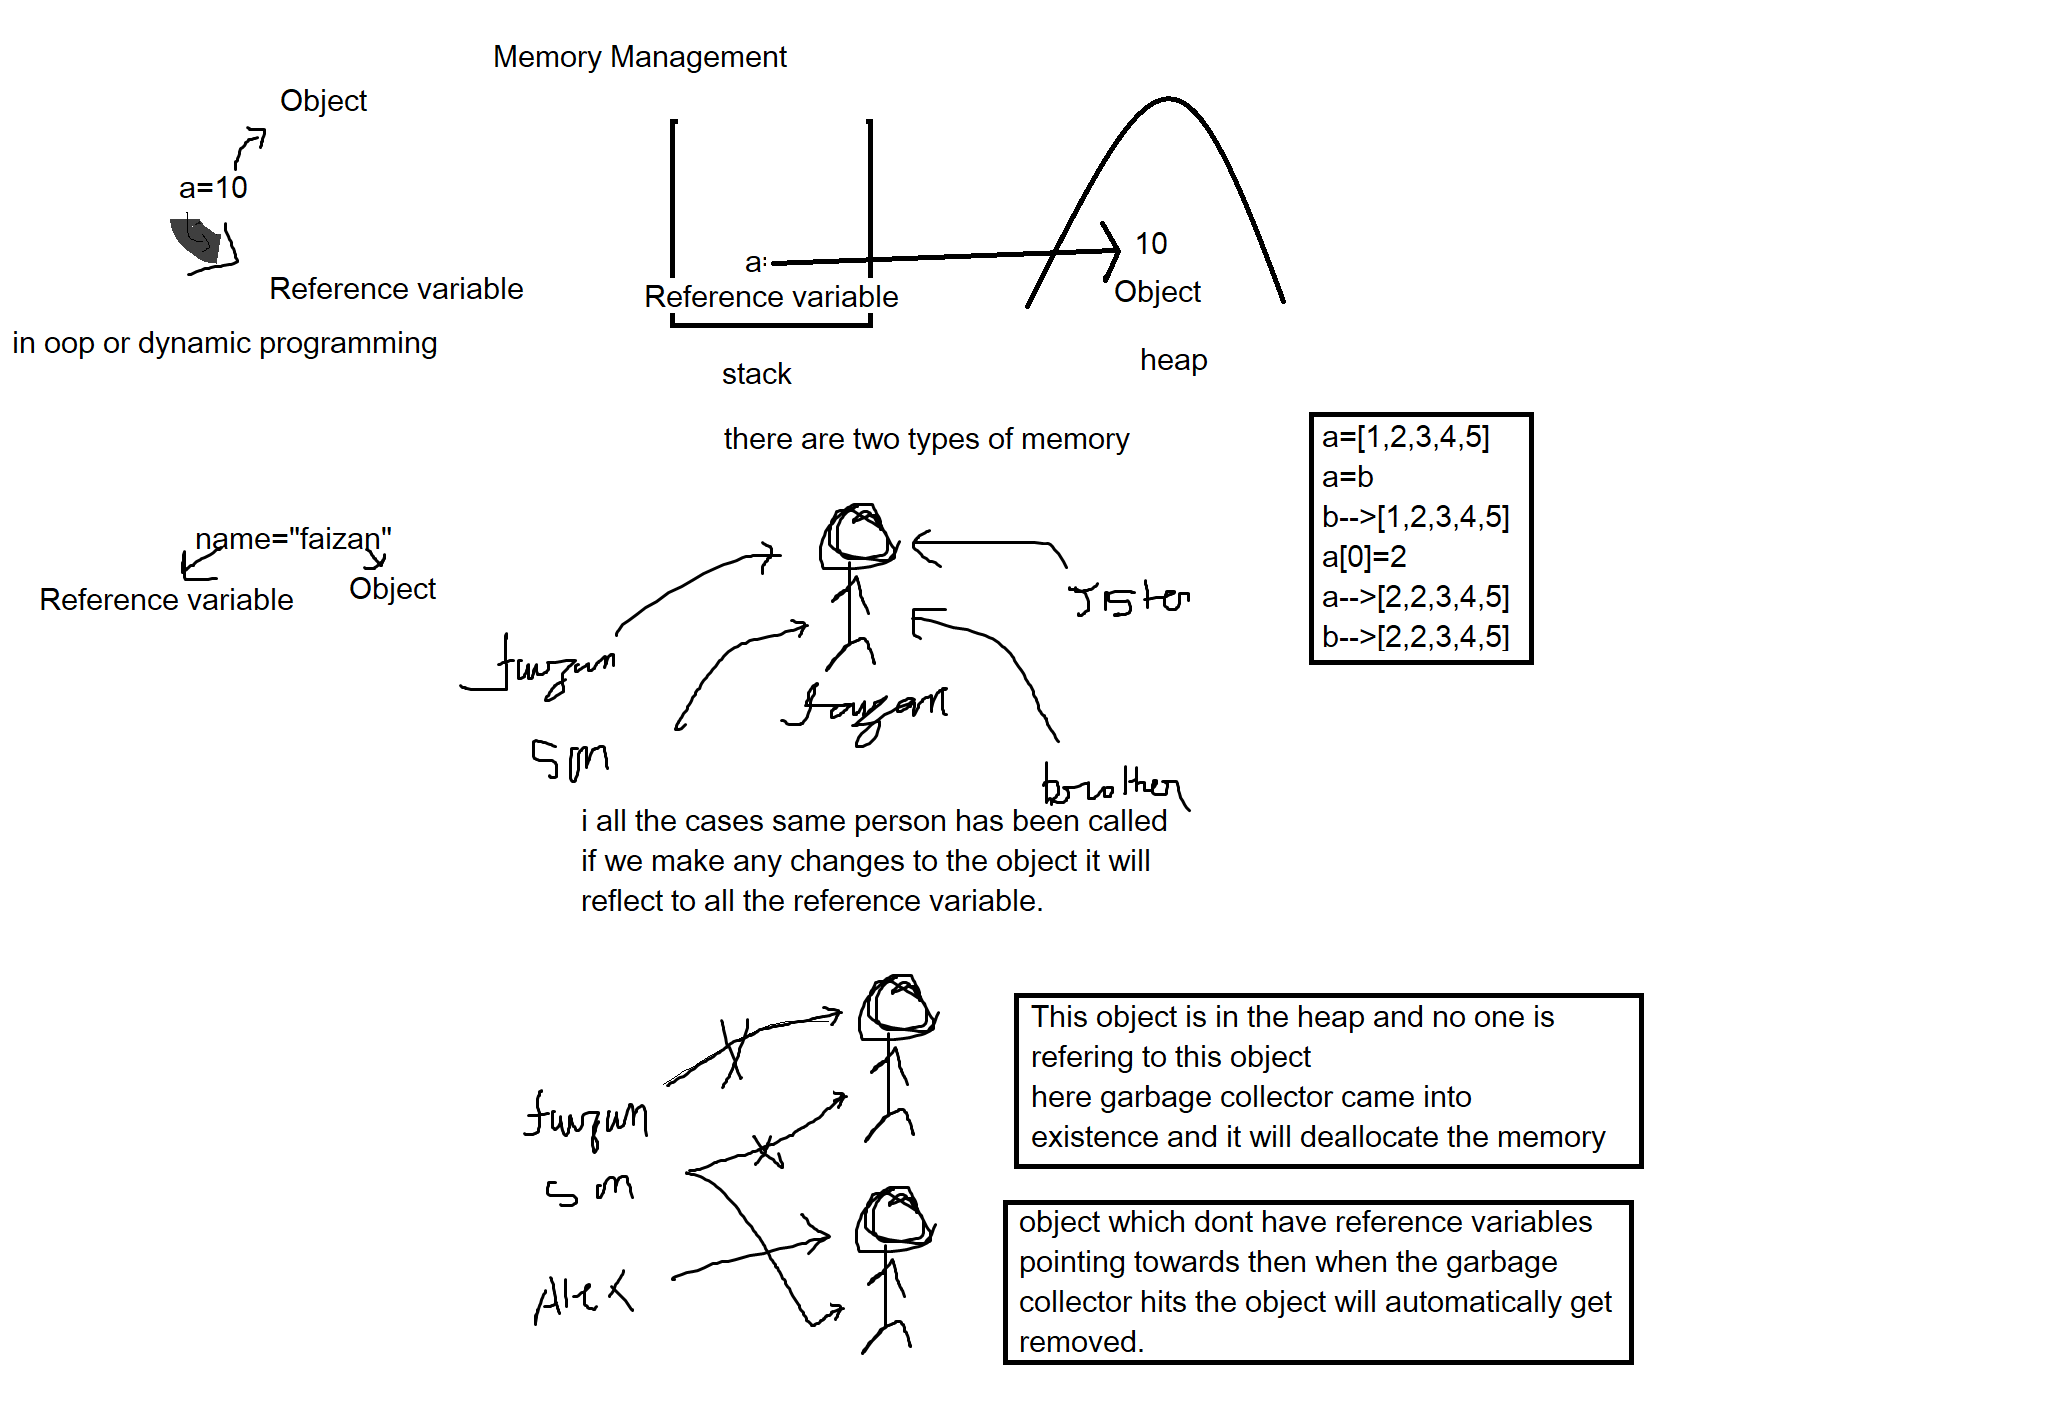 Memory Management
Object
a=10
Reference variable
in oop or dynamic programming
a:
Reference variable
stack
10
Object
heap
there are two types of memory
a=[1,2,3,4,5]
a=b
b-->[1,2,3,4,5]
a[0]=2
a-->[2,2,3,4,5]
b-->[2,2,3,4,5]
name="faizan"
Reference variable
Object
sister
faizan
faizan
son
brother
i all the cases same person has been called
if we make any changes to the object it will
reflect to all the reference variable.
This object is in the heap and no one is
refering to this object
here garbage collector came into
existence and it will deallocate the memory
faizan
son
Alex
object which dont have reference variables
pointing towards then when the garbage
collector hits the object will automatically get
removed.